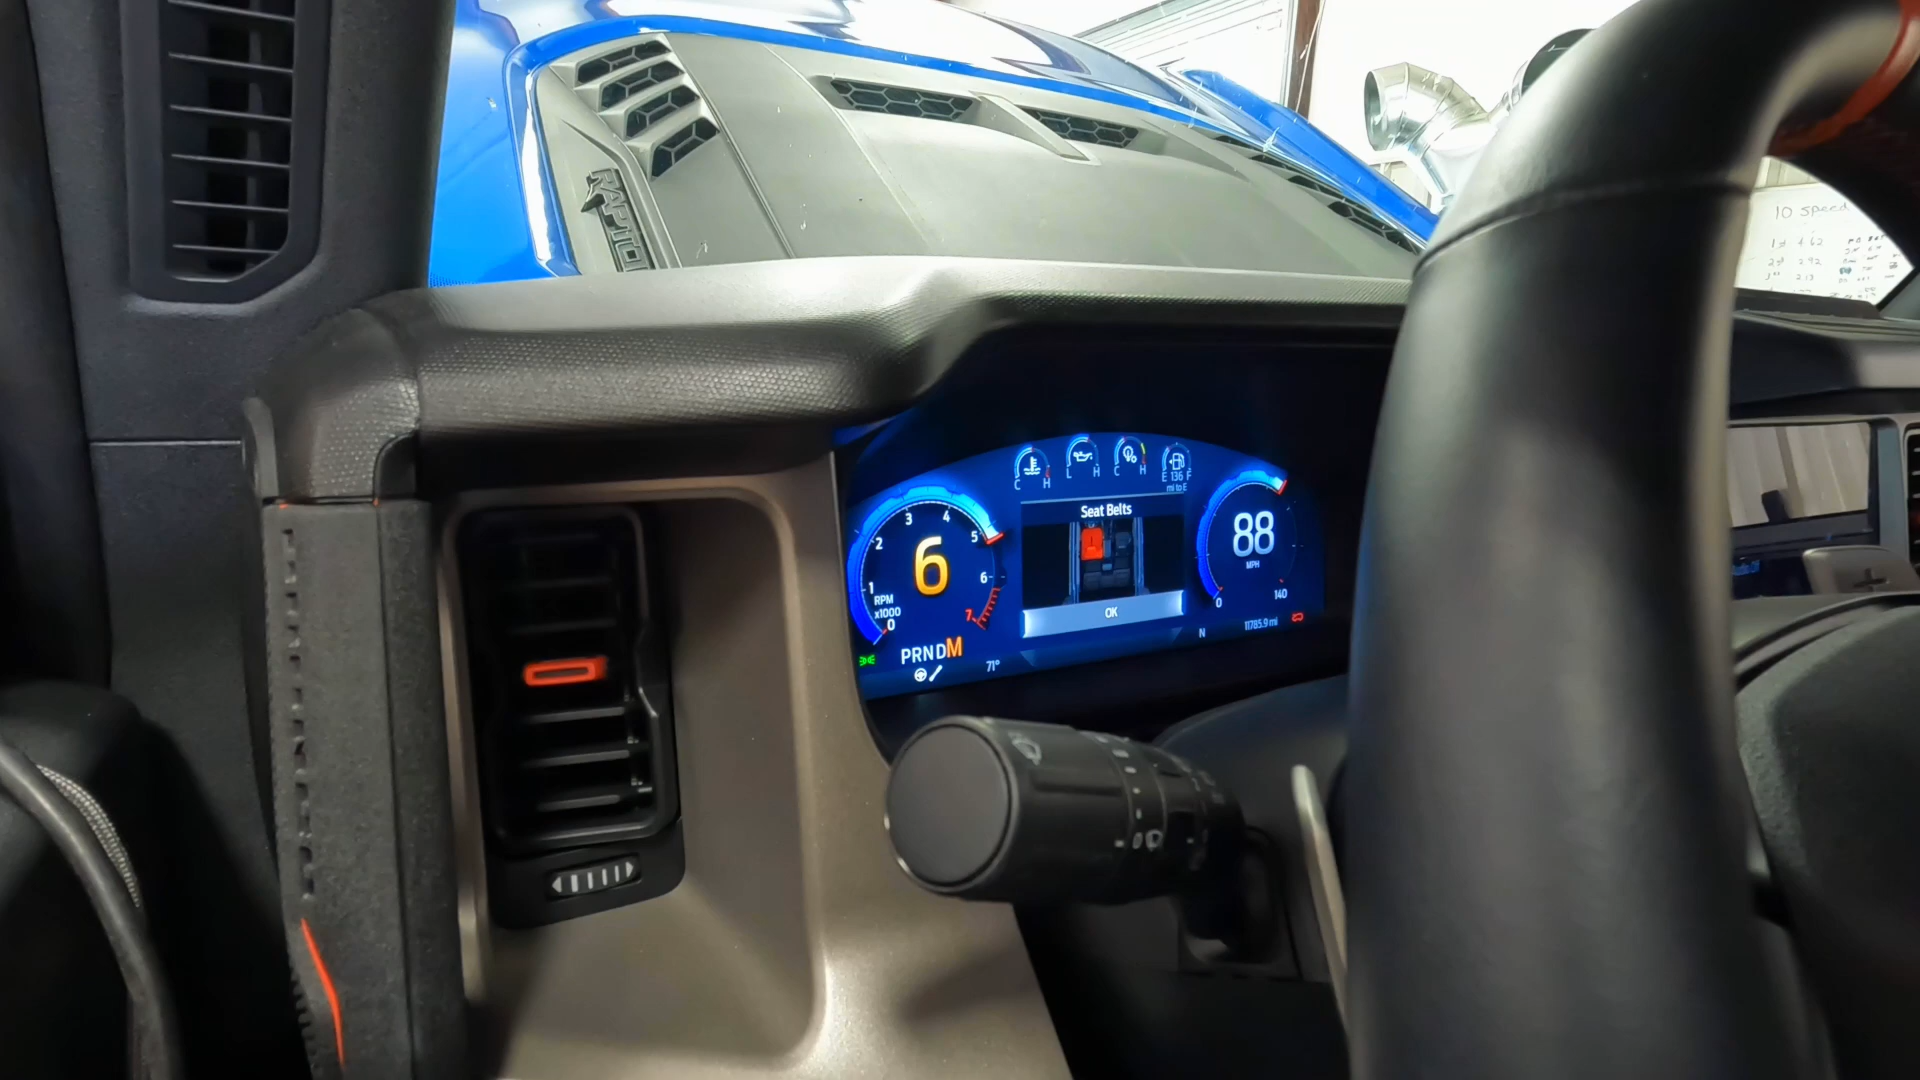 RAPTOR
10 Speed
1st 4.62
2nd 2.92
3rd 2.13
C H
L H
C H
E 136 F
mi to E
Seat Belts
OK
0 1 2 3 4 5 6 7
RPM
x1000
6
PRNDM
71°
88
MPH
0 140
N
11785.9 mi